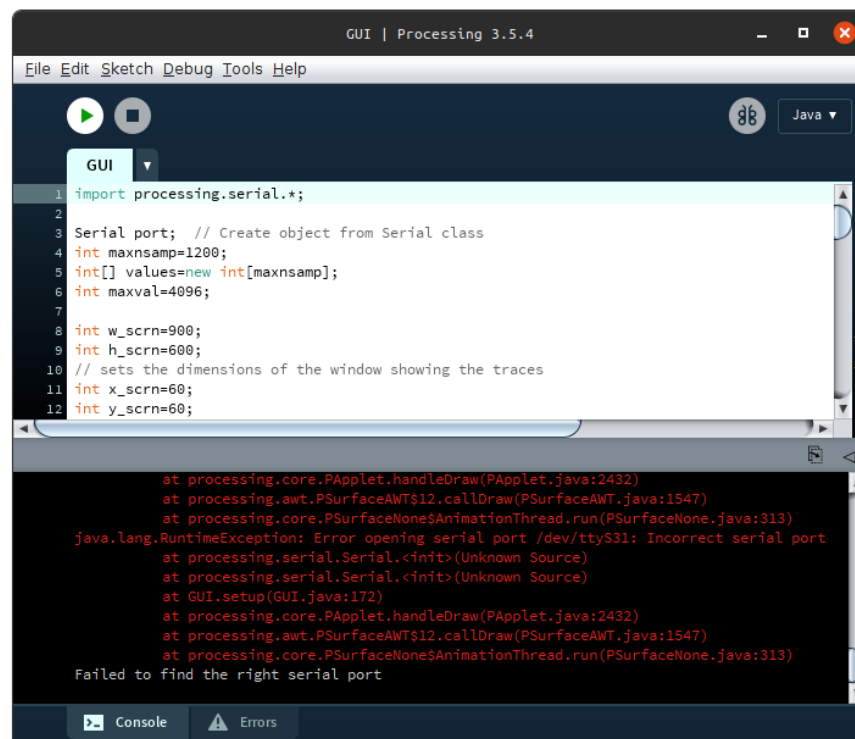 GUI | Processing 3.5.4
File Edit Sketch Debug Tools Help
Java
GUI
1 import processing.serial.*;
2
3 Serial port;  // Create object from Serial class
4 int maxnsamp=1200;
5 int[] values=new int[maxnsamp];
6 int maxval=4096;
7
8 int w_scrn=900;
9 int h_scrn=600;
10 // sets the dimensions of the window showing the traces
11 int x_scrn=60;
12 int y_scrn=60;
at processing.core.PApplet.handleDraw(PApplet.java:2432)
at processing.awt.PSurfaceAWT$12.callDraw(PSurfaceAWT.java:1547)
at processing.core.PSurfaceNone$AnimationThread.run(PSurfaceNone.java:313)
java.lang.RuntimeException: Error opening serial port /dev/ttyS31: Incorrect serial port
at processing.serial.Serial.<init>(Unknown Source)
at processing.serial.Serial.<init>(Unknown Source)
at GUI.setup(GUI.java:172)
at processing.core.PApplet.handleDraw(PApplet.java:2432)
at processing.awt.PSurfaceAWT$12.callDraw(PSurfaceAWT.java:1547)
at processing.core.PSurfaceNone$AnimationThread.run(PSurfaceNone.java:313)
Failed to find the right serial port
Console Errors